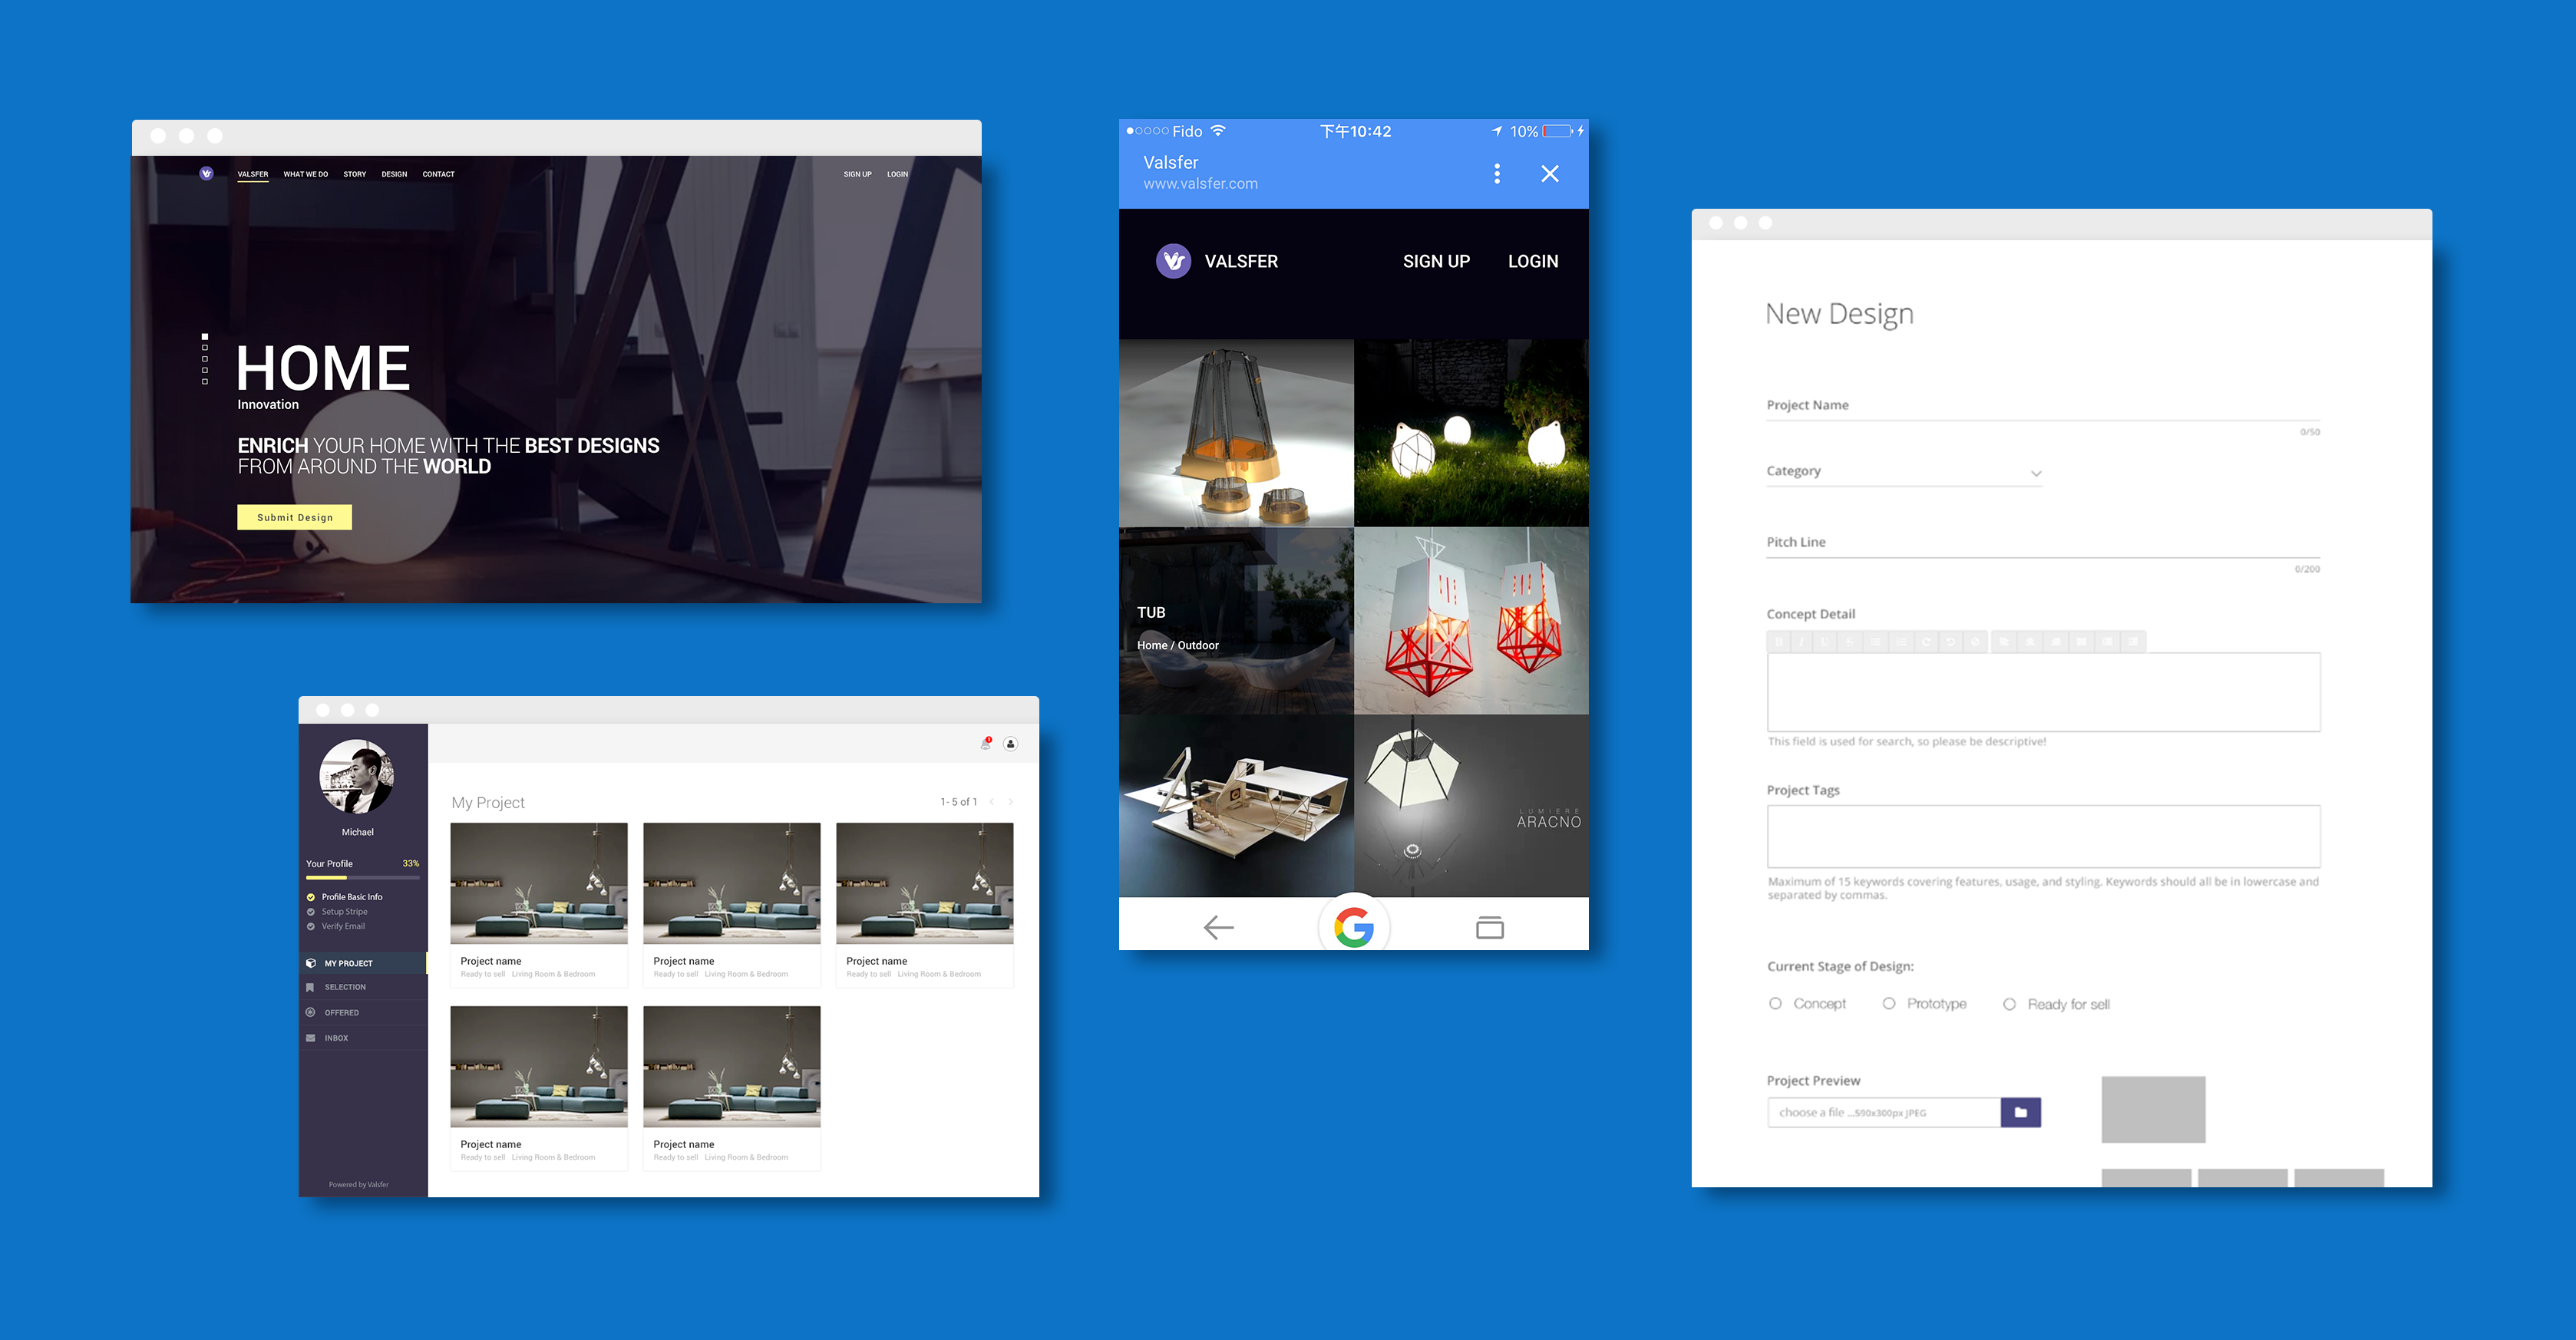 VALSFER WHAT WE DO STORY DESIGN CONTACT SIGN UP LOGIN
HOME
Innovation
ENRICH YOUR HOME WITH THE BEST DESIGNS
FROM AROUND THE WORLD
Submit Design
Michael
Your Profile 33%
Profile Basic Info
Setup Stripe
Verify Email
MY PROJECT
SELECTION
OFFERED
INBOX
Powered by Valsfer
1
My Project 1- 5 of 1
Project name
Ready to sell Living Room & Bedroom
Project name
Ready to sell Living Room & Bedroom
Project name
Ready to sell Living Room & Bedroom
Project name
Ready to sell Living Room & Bedroom
Project name
Ready to sell Living Room & Bedroom
Fido 下午10:42 10%
Valsfer
www.valsfer.com
VALSFER SIGN UP LOGIN
TUB
Home / Outdoor
LUMIERE
ARACNO
New Design
Project Name
0/50
Category
Pitch Line
0/200
Concept Detail
This field is used for search, so please be descriptive!
Project Tags
Maximum of 15 keywords covering features, usage, and styling. Keywords should all be in lowercase and
separated by commas.
Current Stage of Design:
Concept Prototype Ready for sell
Project Preview
choose a file ...590x300px JPEG